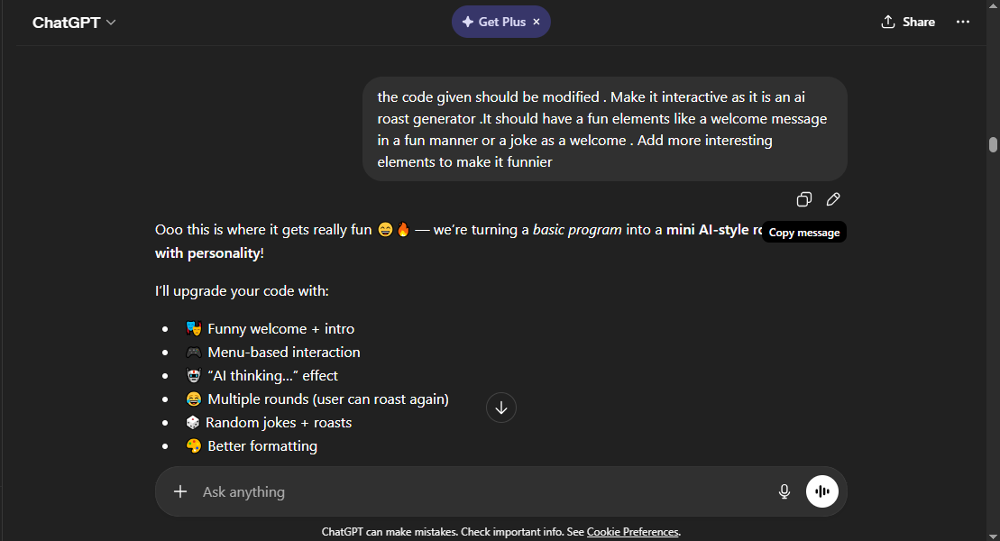 ChatGPT
Get Plus ×
Share
the code given should be modified . Make it interactive as it is an ai
roast generator .It should have a fun elements like a welcome message
in a fun manner or a joke as a welcome . Add more interesting
elements to make it funnier
Ooo this is where it gets really fun 😄🔥 — we’re turning a basic program into a mini AI-style
Copy message
with personality!
I’ll upgrade your code with:
• 🎭 Funny welcome + intro
• 🎮 Menu-based interaction
• 🤖 “AI thinking…” effect
• 😂 Multiple rounds (user can roast again)
• 🎲 Random jokes + roasts
• 🎨 Better formatting
Ask anything
ChatGPT can make mistakes. Check important info. See Cookie Preferences.